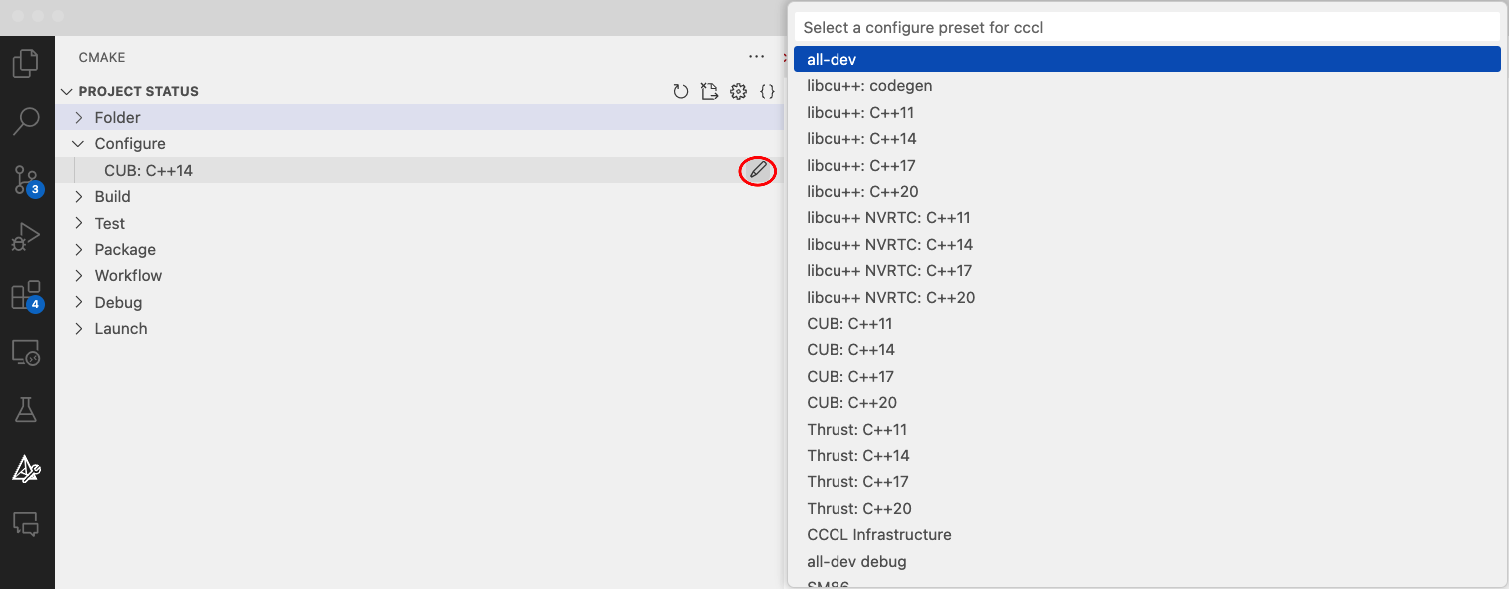 CMAKE
PROJECT STATUS
Folder
Configure
CUB: C++14
Build
Test
Package
Workflow
Debug
Launch
3
4
Select a configure preset for cccl
all-dev
libcu++: codegen
libcu++: C++11
libcu++: C++14
libcu++: C++17
libcu++: C++20
libcu++ NVRTC: C++11
libcu++ NVRTC: C++14
libcu++ NVRTC: C++17
libcu++ NVRTC: C++20
CUB: C++11
CUB: C++14
CUB: C++17
CUB: C++20
Thrust: C++11
Thrust: C++14
Thrust: C++17
Thrust: C++20
CCCL Infrastructure
all-dev debug
SM86